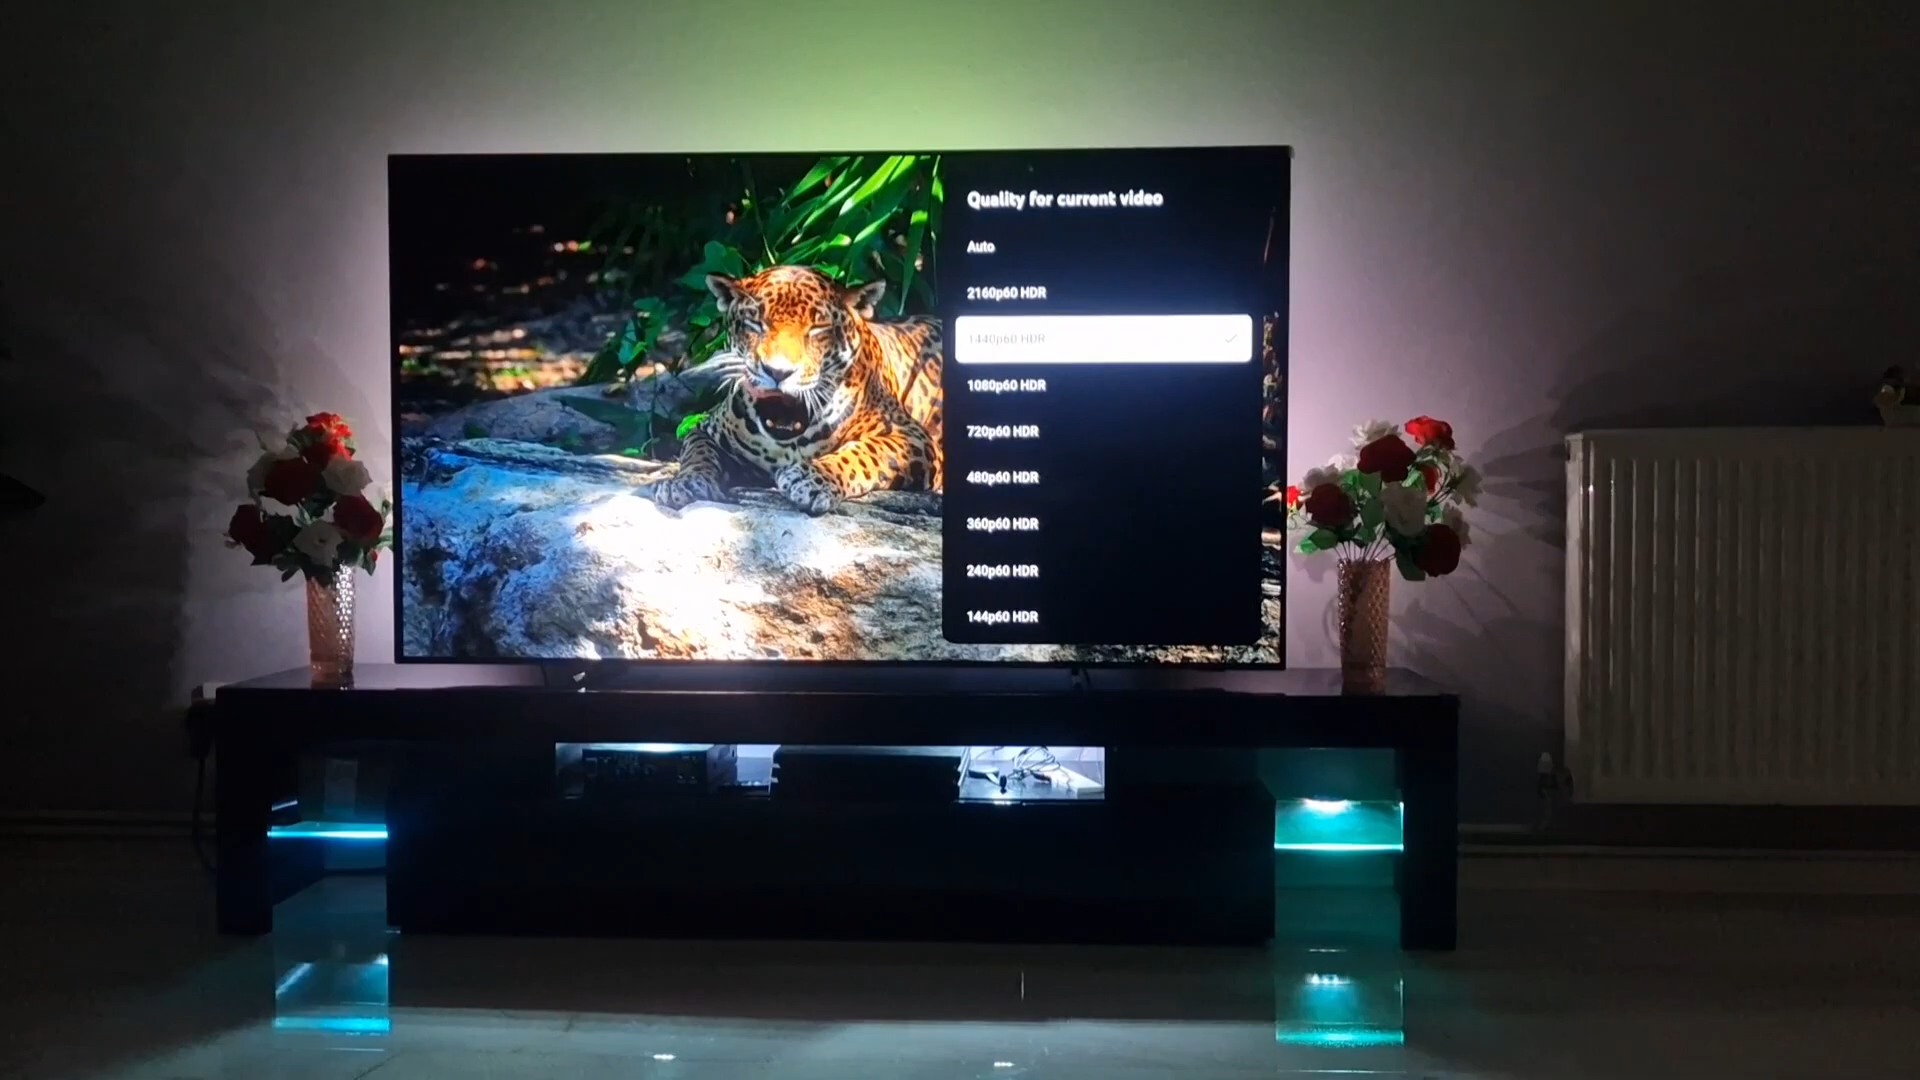 Quality for current video
Auto
2160p60 HDR
1440p60 HDR
1080p60 HDR
720p60 HDR
480p60 HDR
360p60 HDR
240p60 HDR
144p60 HDR